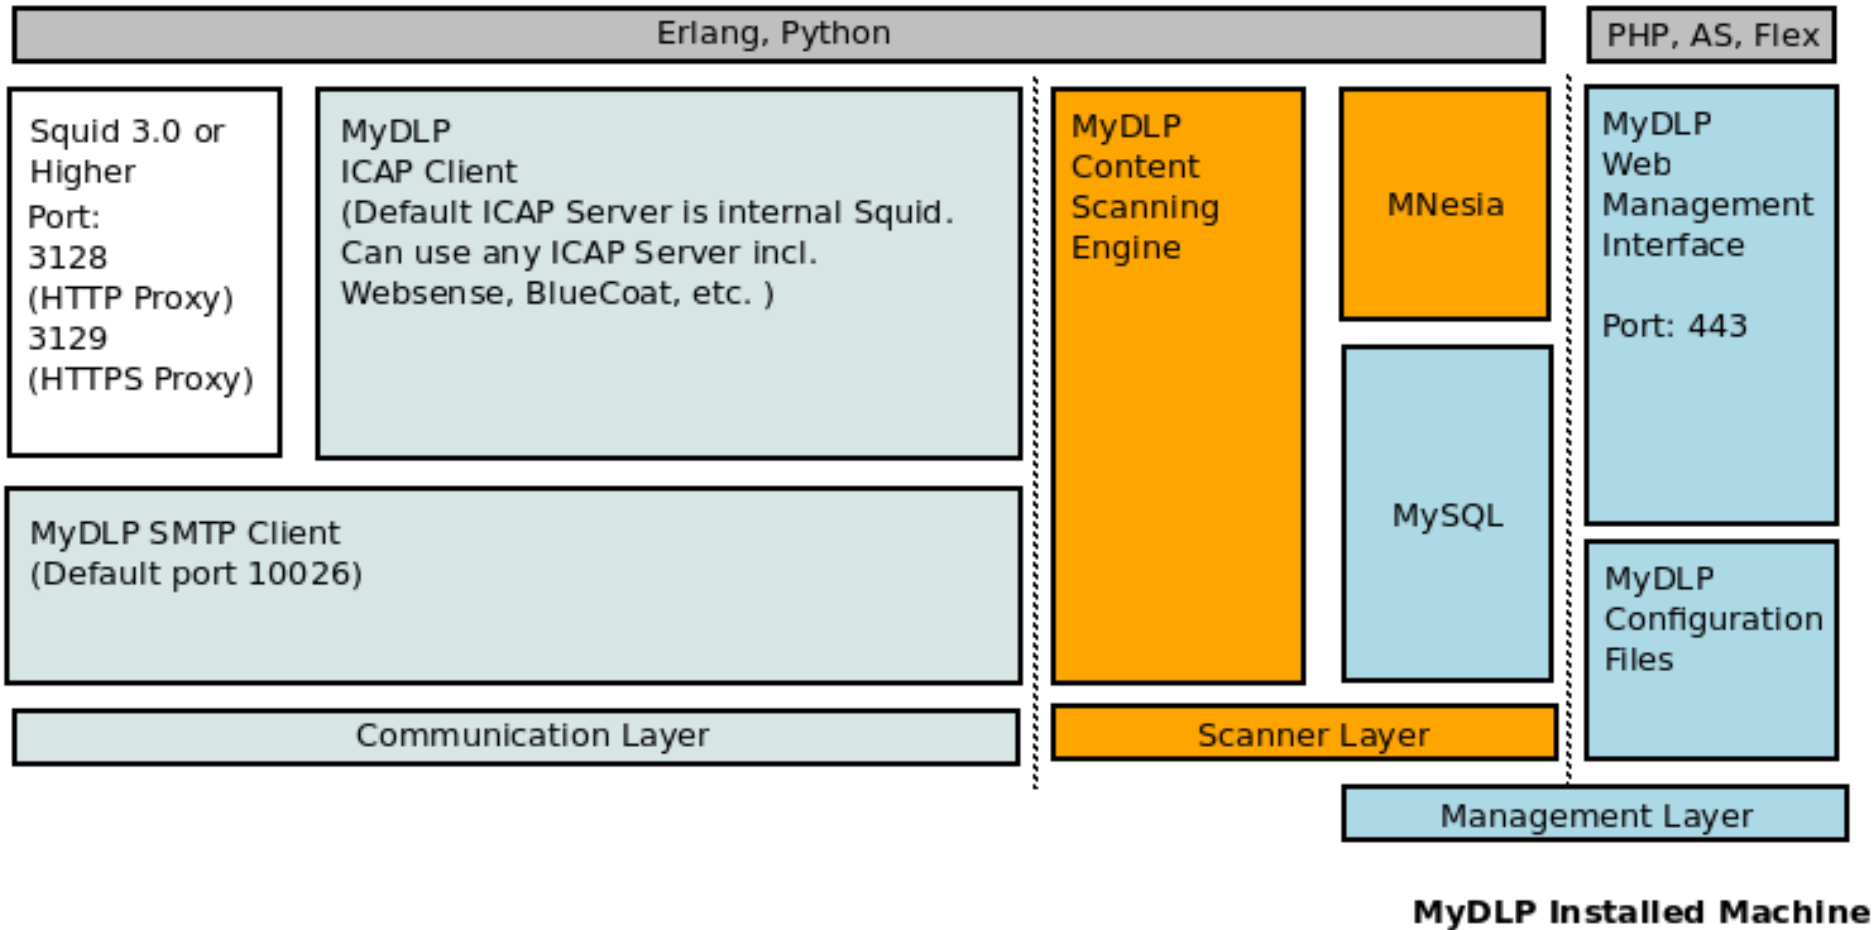 Erlang, Python
PHP, AS, Flex
Squid 3.0 or
Higher
Port:
3128
(HTTP Proxy)
3129
(HTTPS Proxy)
MyDLP
ICAP Client
(Default ICAP Server is internal Squid.
Can use any ICAP Server incl.
Websense, BlueCoat, etc. )
MyDLP SMTP Client
(Default port 10026)
Communication Layer
MyDLP
Content
Scanning
Engine
MNesia
MySQL
Scanner Layer
MyDLP
Web
Management
Interface
Port: 443
MyDLP
Configuration
Files
Management Layer
MyDLP Installed Machine